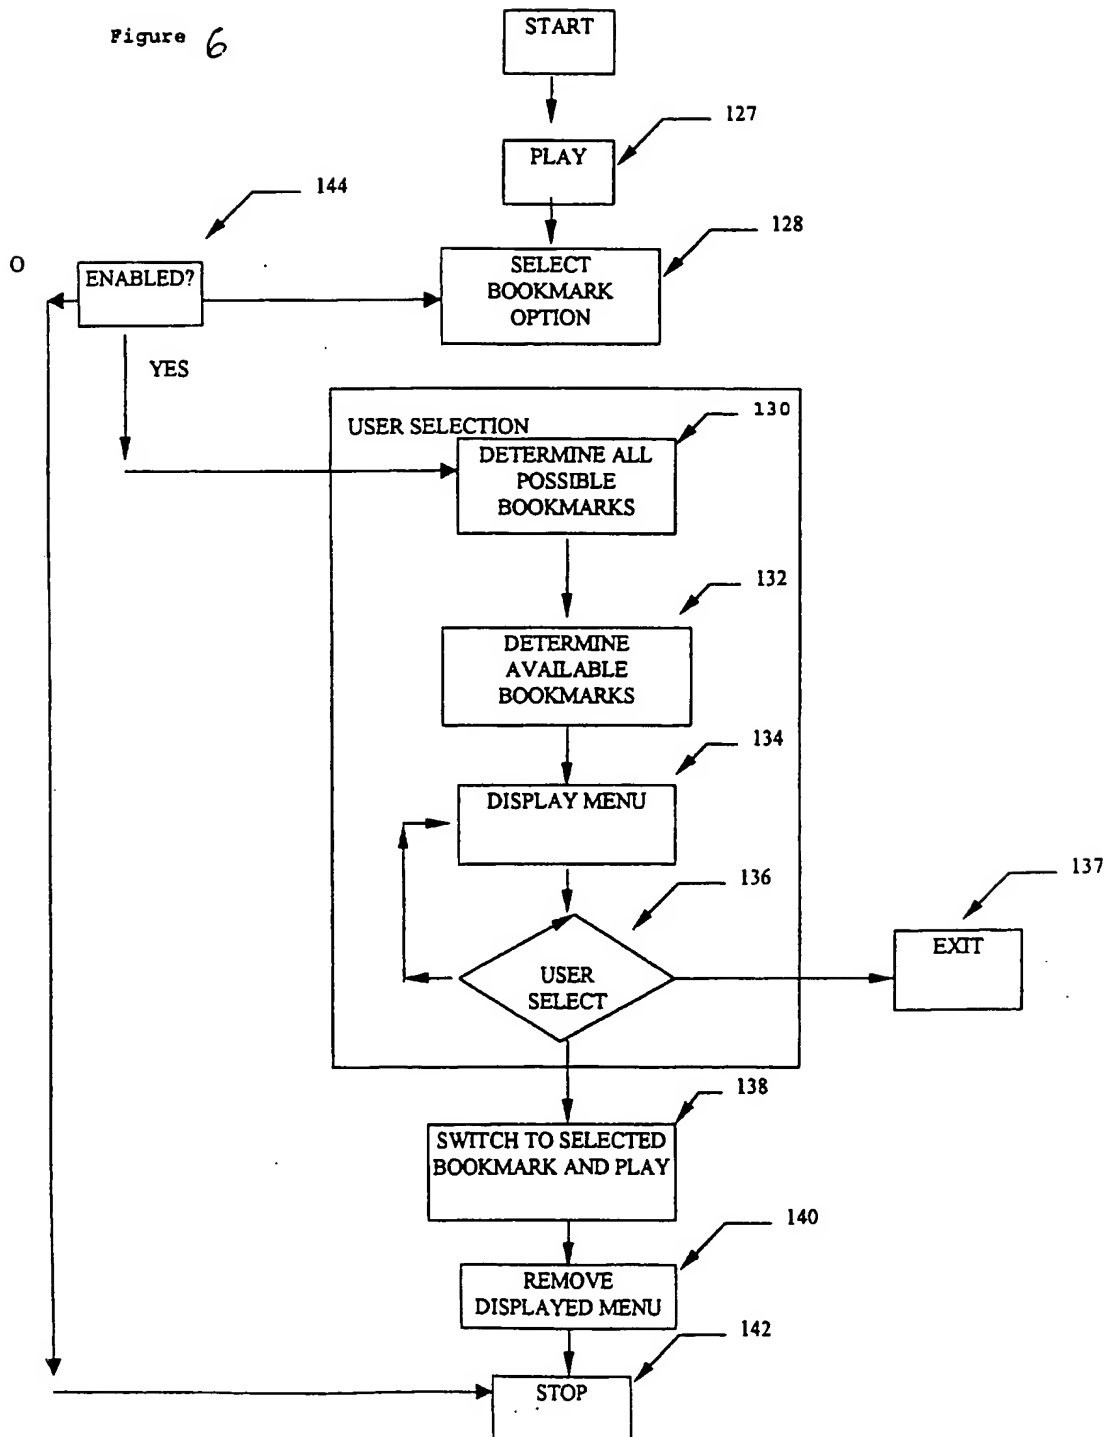 Figure 6
START
127
PLAY
144
128
O
ENABLED?
SELECT
BOOKMARK
OPTION
YES
130
USER SELECTION
DETERMINE ALL
POSSIBLE
BOOKMARKS
132
DETERMINE
AVAILABLE
BOOKMARKS
134
DISPLAY MENU
136
137
EXIT
USER
SELECT
138
SWITCH TO SELECTED
BOOKMARK AND PLAY
140
REMOVE
DISPLAYED MENU
142
STOP